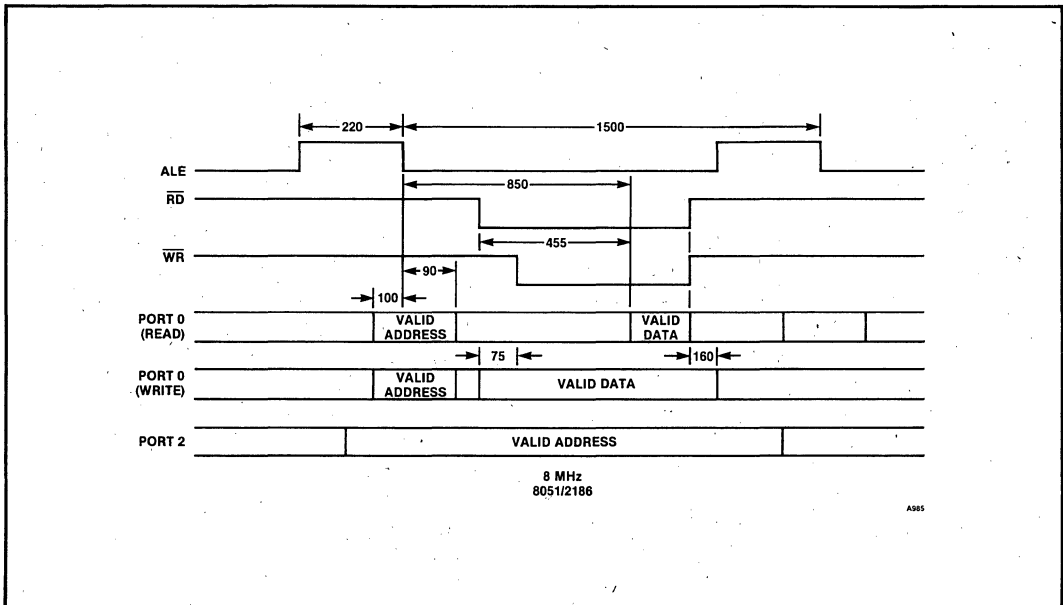 220
1500
ALE
850
RD
455
WR
90
100
PORT 0
(READ)
VALID
ADDRESS
VALID
DATA
75
160
PORT 0
(WRITE)
VALID
ADDRESS
VALID DATA
PORT 2
VALID ADDRESS
8 MHz
8051/2186
A985